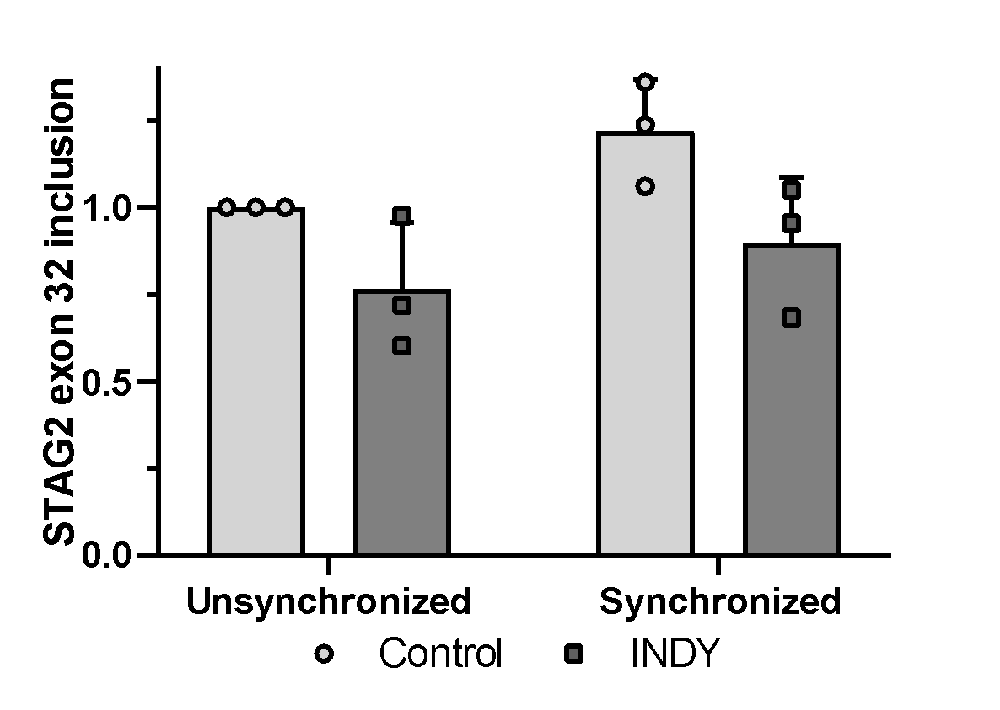 STAG2 exon 32 inclusion
1.0
0.5
0.0
Unsynchronized Synchronized
Control INDY